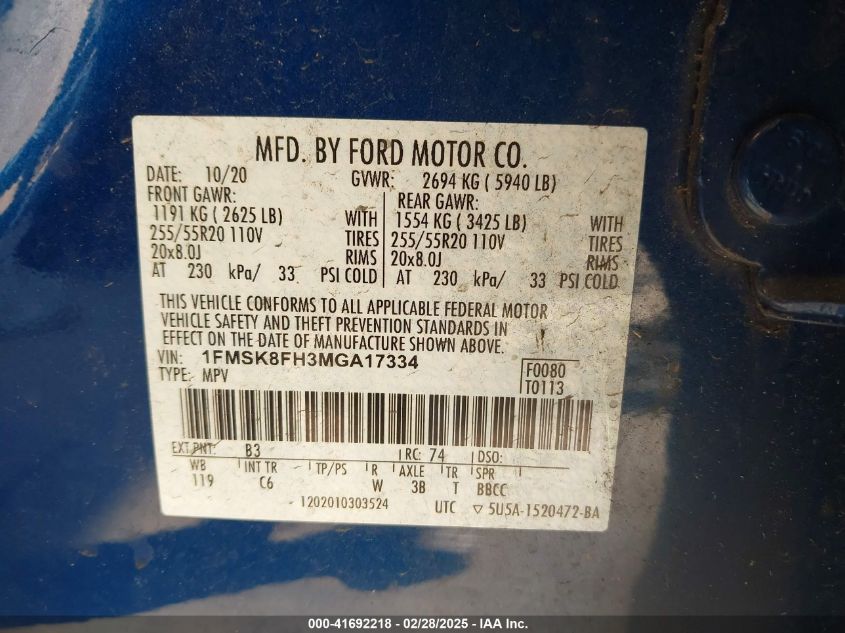 MFD. BY FORD MOTOR CO.
DATE: 10/20 GVWR: 2694 KG ( 5940 LB)
FRONT GAWR: REAR GAWR:
1191 KG ( 2625 LB) WITH 1554 KG ( 3425 LB) WITH
255/55R20 110V TIRES 255/55R20 110V TIRES
20x8.0J RIMS 20x8.0J RIMS
AT 230 kPa/ 33 PSI COLD AT 230 kPa/ 33 PSI COLD
THIS VEHICLE CONFORMS TO ALL APPLICABLE FEDERAL MOTOR
VEHICLE SAFETY AND THEFT PREVENTION STANDARDS IN
EFFECT ON THE DATE OF MANUFACTURE SHOWN ABOVE.
VIN: 1FMSK8FH3MGA17334 F0080
TYPE: MPV T0113
EXT PNT: B3 RC: 74 DSO:
WB INT TR TP/PS R AXLE TR SPR
119 C6 W 3B T BBCC
1202010303524 UTC ▽ 5U5A-1520472-BA
000-41692218 - 02/28/2025 - IAA Inc.